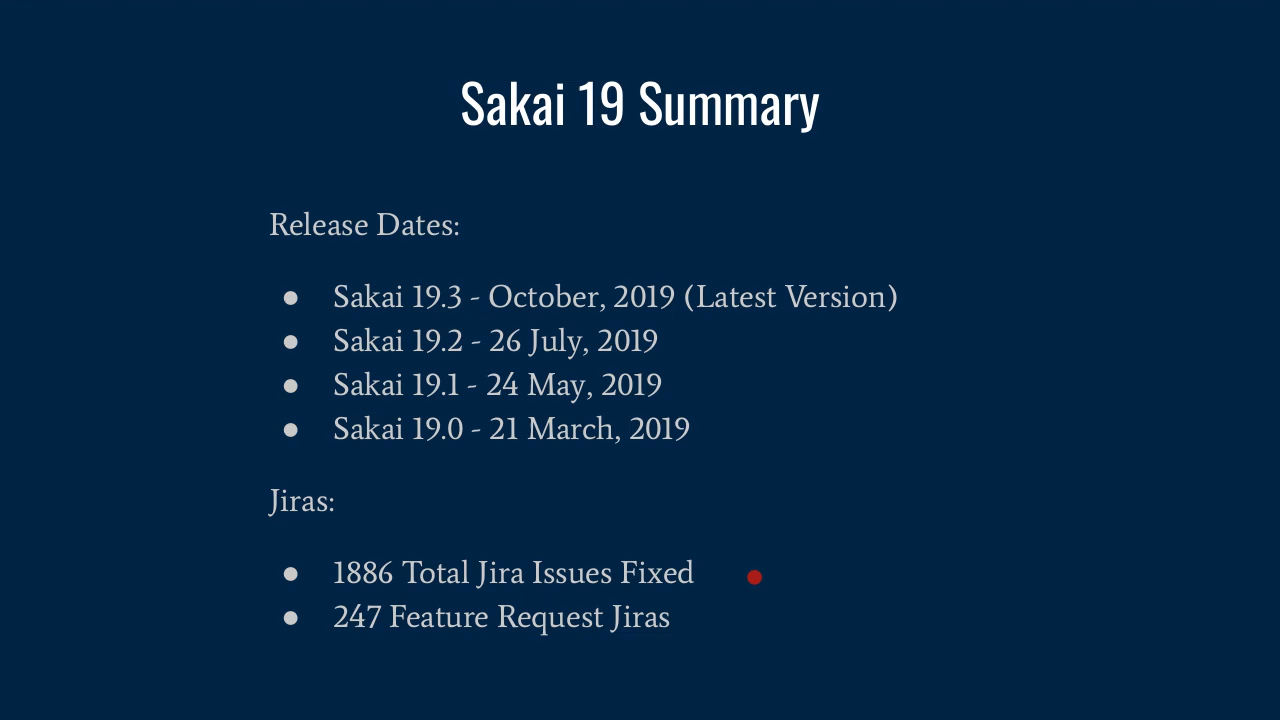 Sakai 19 Summary
Release Dates:
● Sakai 19.3 - October, 2019 (Latest Version)
● Sakai 19.2 - 26 July, 2019
● Sakai 19.1 - 24 May, 2019
● Sakai 19.0 - 21 March, 2019
Jiras:
● 1886 Total Jira Issues Fixed
● 247 Feature Request Jiras